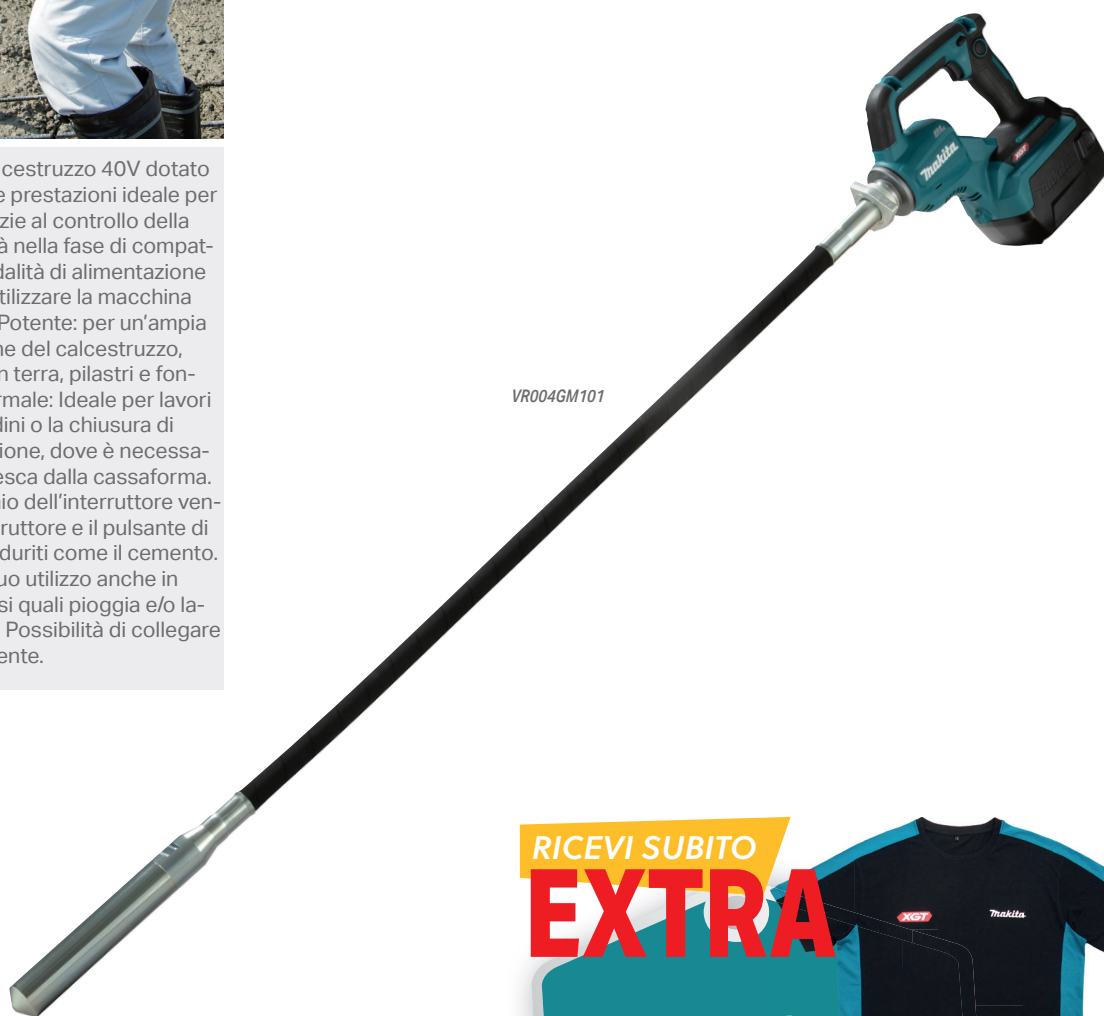 cestruzzo 40V dotato
e prestazioni ideale per
zie al controllo della
à nella fase di compat-
dalità di alimentazione
tilizzare la macchina
Potente: per un'ampia
ne del calcestruzzo,
n terra, pilastri e fon-
rmale: Ideale per lavori
dini o la chiusura di
zione, dove è necessa-
esca dalla cassaforma.
nio dell'interruttore ven-
ruttore e il pulsante di
duriti come il cemento.
uo utilizzo anche in
si quali pioggia e/o la-
Possibilità di collegare
ente.
makita
XGT
VR004GM101
RICEVI SUBITO
EXTRA
XGT
makita